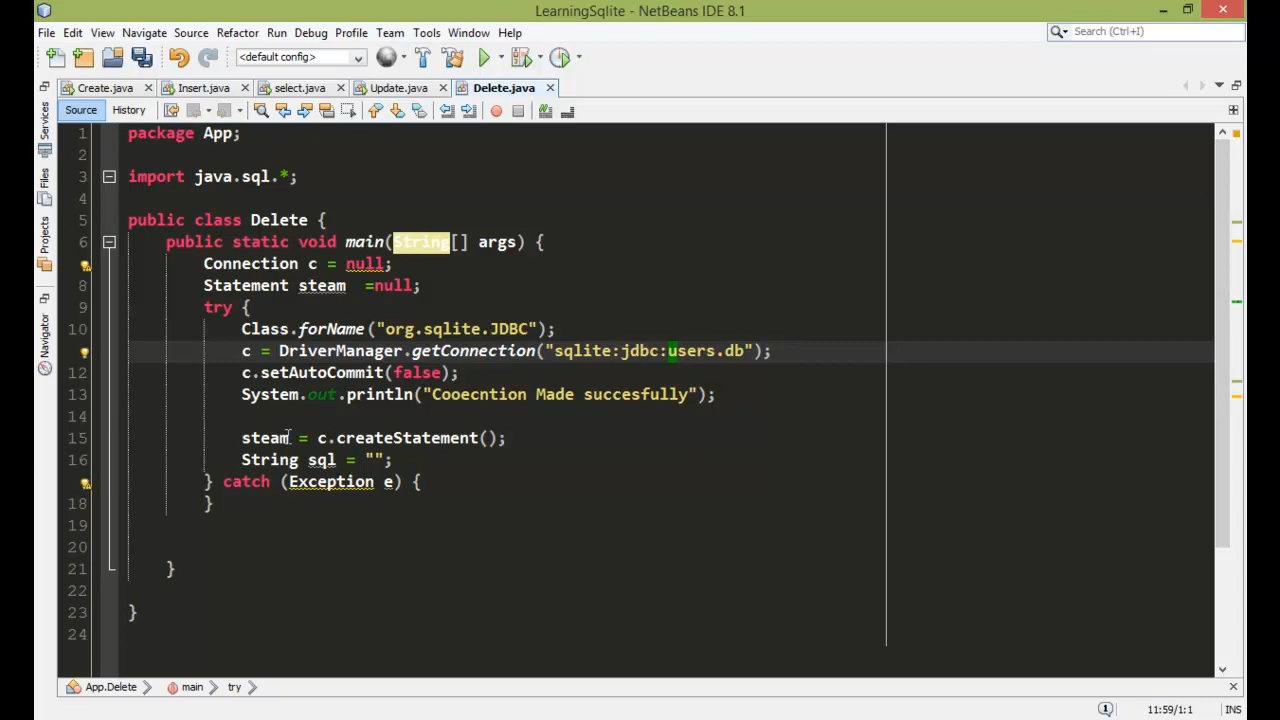 LearningSqlite - NetBeans IDE 8.1
File Edit View Navigate Source Refactor Run Debug Profile Team Tools Window Help
Search (Ctrl+I)
<default config>
Create.java Insert.java select.java Update.java Delete.java
Source History
Services
Files
Projects
Navigator
1 package App;
2
3 import java.sql.*;
4
5 public class Delete {
6 public static void main(String[] args) {
Connection c = null;
8 Statement steam =null;
9 try {
10 Class.forName("org.sqlite.JDBC");
c = DriverManager.getConnection("sqlite:jdbc:users.db");
12 c.setAutoCommit(false);
13 System.out.println("Cooecntion Made succesfully");
14
15 steam = c.createStatement();
16 String sql = "";
} catch (Exception e) {
18 }
19
20
21 }
22
23 }
24
App.Delete main try
1 11:59/1:1 INS